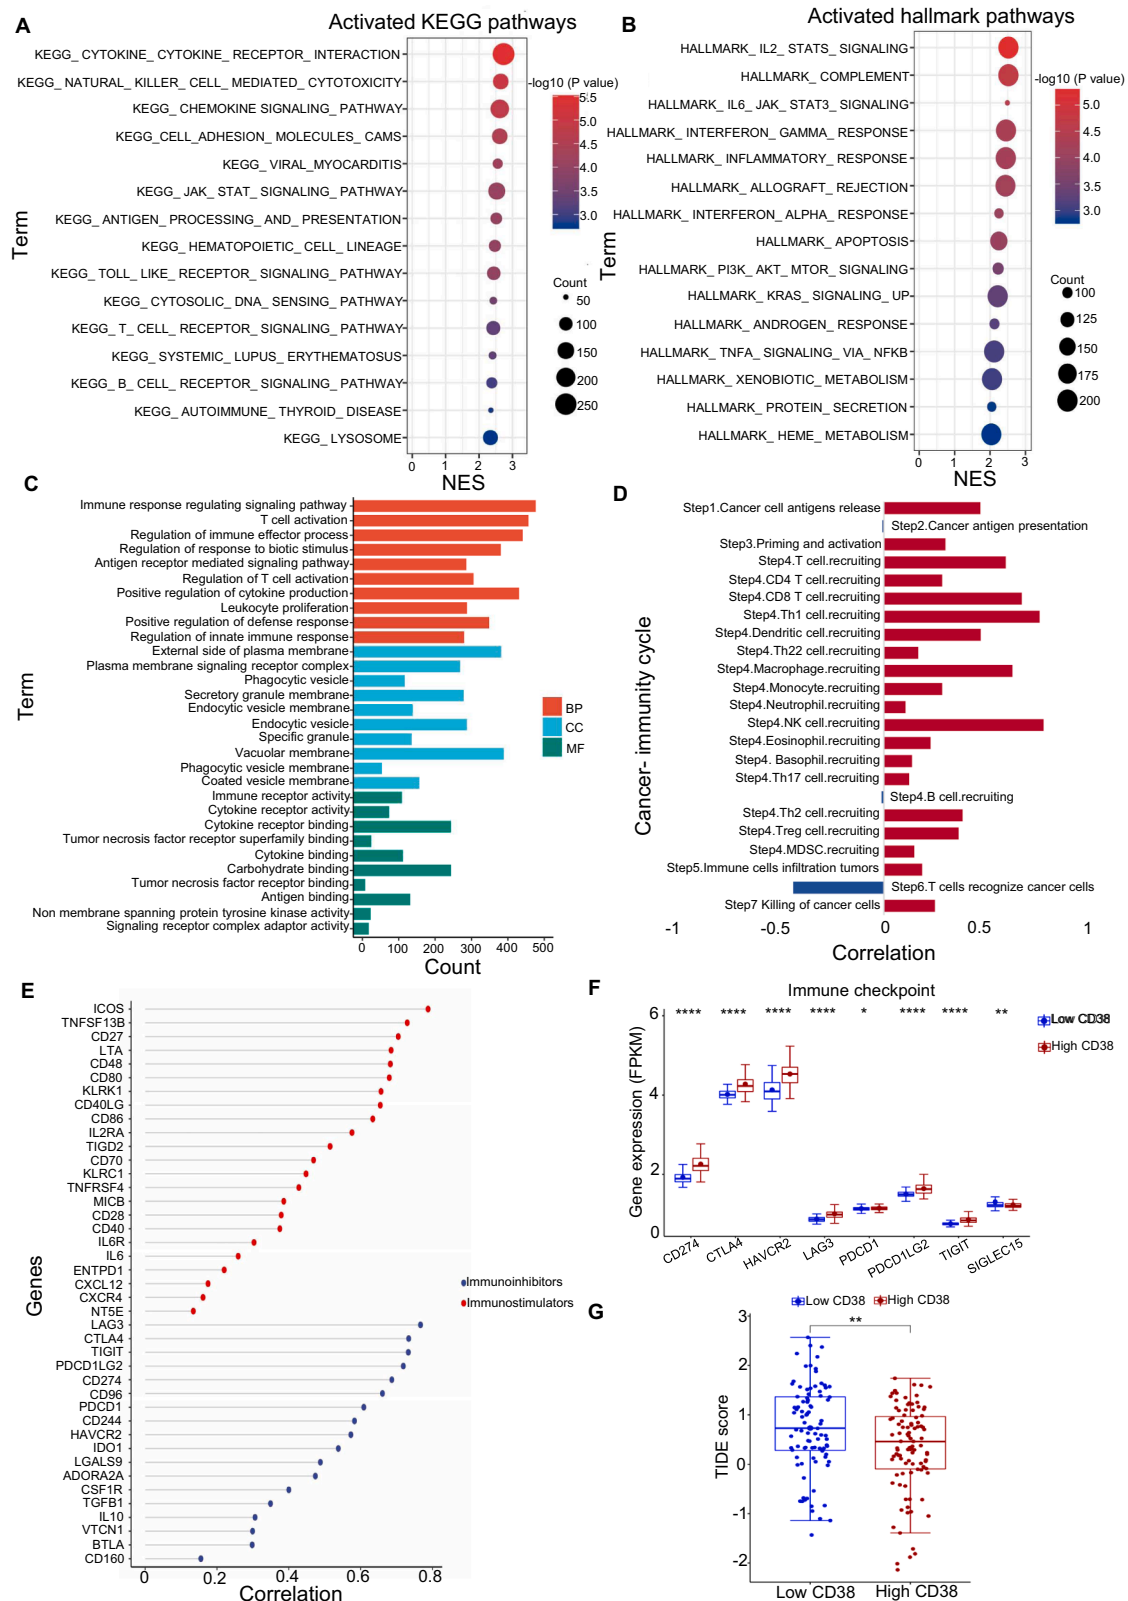 A
Activated KEGG pathways
KEGG_ CYTOKINE_ CYTOKINE_ RECEPTOR_ INTERACTION
KEGG_ NATURAL_ KILLER_ CELL_ MEDIATED_ CYTOTOXICITY
KEGG_ CHEMOKINE SIGNALING_ PATHWAY
KEGG_CELL_ADHESION_ MOLECULES_ CAMS
KEGG_ VIRAL_MYOCARDITIS
KEGG_ JAK_ STAT_ SIGNALING_ PATHWAY
KEGG_ANTIGEN_ PROCESSING_ AND_ PRESENTATION
KEGG_ HEMATOPOIETIC_ CELL_ LINEAGE
KEGG_ TOLL_ LIKE_ RECEPTOR_ SIGNALING_ PATHWAY
KEGG_ CYTOSOLIC_ DNA_ SENSING_ PATHWAY
KEGG_ T_ CELL_ RECEPTOR_ SIGNALING_ PATHWAY
KEGG_ SYSTEMIC_ LUPUS_ ERYTHEMATOSUS
KEGG_ B_ CELL_ RECEPTOR_ SIGNALING_ PATHWAY
KEGG_ AUTOIMMUNE_ THYROID_ DISEASE
KEGG_ LYSOSOME
Term
0 1 2 3
NES
-log10 (P value)
5.5
5.0
4.5
4.0
3.5
3.0
Count
50
100
150
200
250
B
Activated hallmark pathways
HALLMARK_ IL2_ STATS_ SIGNALING
HALLMARK_ COMPLEMENT
HALLMARK_ IL6_ JAK_ STAT3_ SIGNALING
HALLMARK_ INTERFERON_ GAMMA_ RESPONSE
HALLMARK_ INFLAMMATORY_ RESPONSE
HALLMARK_ ALLOGRAFT_ REJECTION
HALLMARK_ INTERFERON_ ALPHA_ RESPONSE
HALLMARK_ APOPTOSIS
HALLMARK_ PI3K_ AKT_ MTOR_ SIGNALING
HALLMARK_ KRAS_ SIGNALING_ UP
HALLMARK_ ANDROGEN_ RESPONSE
HALLMARK_ TNFA_ SIGNALING_ VIA_ NFKB
HALLMARK_ XENOBIOTIC_ METABOLISM
HALLMARK_ PROTEIN_ SECRETION
HALLMARK_ HEME_ METABOLISM
Term
0 1 2 3
NES
-log10 (P value)
5.0
4.5
4.0
3.5
3.0
Count
100
125
150
175
200
C
Immune response regulating signaling pathway
T cell activation
Regulation of immune effector process
Regulation of response to biotic stimulus
Antigen receptor mediated signaling pathway
Regulation of T cell activation
Positive regulation of cytokine production
Leukocyte proliferation
Positive regulation of defense response
Regulation of innate immune response
External side of plasma membrane
Plasma membrane signaling receptor complex
Phagocytic vesicle
Secretory granule membrane
Endocytic vesicle membrane
Endocytic vesicle
Specific granule
Vacuolar membrane
Phagocytic vesicle membrane
Coated vesicle membrane
Immune receptor activity
Cytokine receptor activity
Cytokine receptor binding
Tumor necrosis factor receptor superfamily binding
Cytokine binding
Carbohydrate binding
Tumor necrosis factor receptor binding
Antigen binding
Non membrane spanning protein tyrosine kinase activity
Signaling receptor complex adaptor activity
Term
0 100 200 300 400 500
Count
BP
CC
MF
D
Step1.Cancer cell antigens release
Step2.Cancer antigen presentation
Step3.Priming and activation
Step4.T cell.recruiting
Step4.CD4 T cell.recruiting
Step4.CD8 T cell.recruiting
Step4.Th1 cell.recruiting
Step4.Dendritic cell.recruiting
Step4.Th22 cell.recruiting
Step4.Macrophage.recruiting
Step4.Monocyte.recruiting
Step4.Neutrophil.recruiting
Step4.NK cell.recruiting
Step4.Eosinophil.recruiting
Step4. Basophil.recruiting
Step4.Th17 cell.recruiting
Step4.B cell.recruiting
Step4.Th2 cell.recruiting
Step4.Treg cell.recruiting
Step4.MDSC.recruiting
Step5.Immune cells infiltration tumors
Step6.T cells recognize cancer cells
Step7 Killing of cancer cells
Cancer- immunity cycle
-1 -0.5 0 0.5 1
Correlation
E
ICOS
TNFSF13B
CD27
LTA
CD48
CD80
KLRK1
CD40LG
CD86
IL2RA
TIGD2
CD70
KLRC1
TNFRSF4
MICB
CD28
CD40
IL6R
IL6
ENTPD1
CXCL12
CXCR4
NT5E
LAG3
CTLA4
TIGIT
PDCD1LG2
CD274
CD96
PDCD1
CD244
HAVCR2
IDO1
LGALS9
ADORA2A
CSF1R
TGFB1
IL10
VTCN1
BTLA
CD160
Genes
0 0.2 0.4 0.6 0.8
Correlation
Immunoinhibitors
Immunostimulators
F
Immune checkpoint
**** **** **** **** * **** **** **
Low CD38
High CD38
Gene expression (FPKM)
6
4
2
0
CD274 CTLA4 HAVCR2 LAG3 PDCD1 PDCD1LG2 TIGIT SIGLEC15
G
Low CD38 High CD38
**
TIDE score
3
2
1
0
-1
-2
Low CD38 High CD38